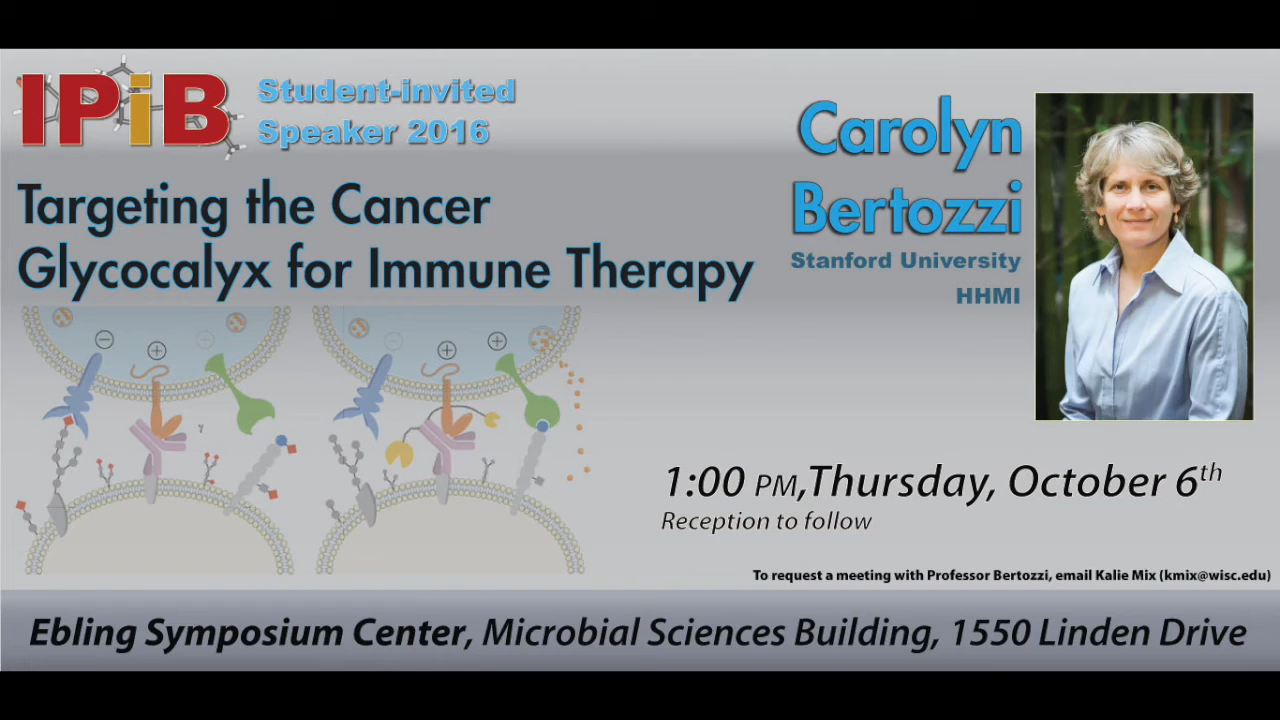 IPiB
Student-invited
Speaker 2016
Targeting the Cancer
Glycocalyx for Immune Therapy
Carolyn
Bertozzi
Stanford University
HHMI
1:00 PM,Thursday, October 6th
Reception to follow
To request a meeting with Professor Bertozzi, email Kalie Mix (kmix@wisc.edu)
Ebling Symposium Center, Microbial Sciences Building, 1550 Linden Drive